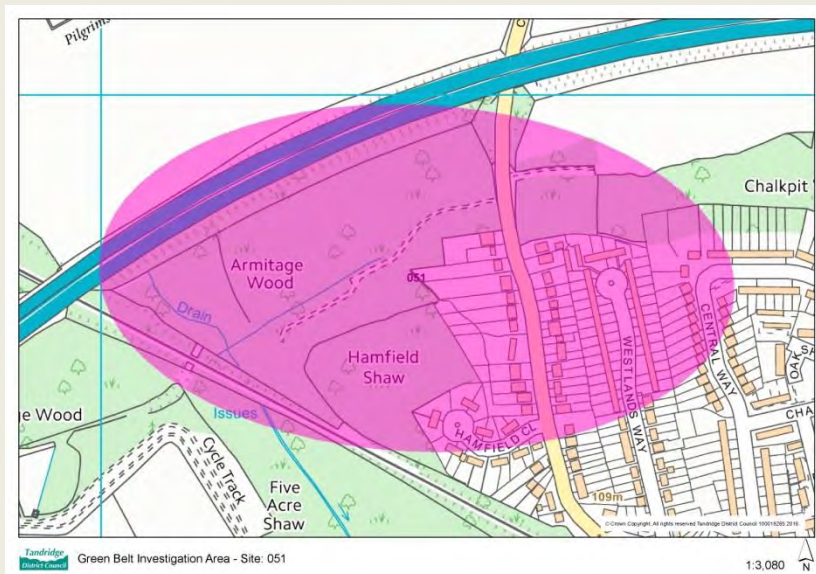 Pilgrims
C
Chalkpit
Armitage
Wood
051
Drain
Hamfield
Shaw
ge Wood
Issues
HAMFIELD CL
WESTLANDS WAY
CENTRAL WAY
OAK
SA
CHA
Cycle Track
Five
Acre
Shaw
109m
© Crown Copyright. All rights reserved Tandridge District Council 100018265 2016.
Tandridge
District Council
Green Belt Investigation Area - Site: 051
1:3,080
N